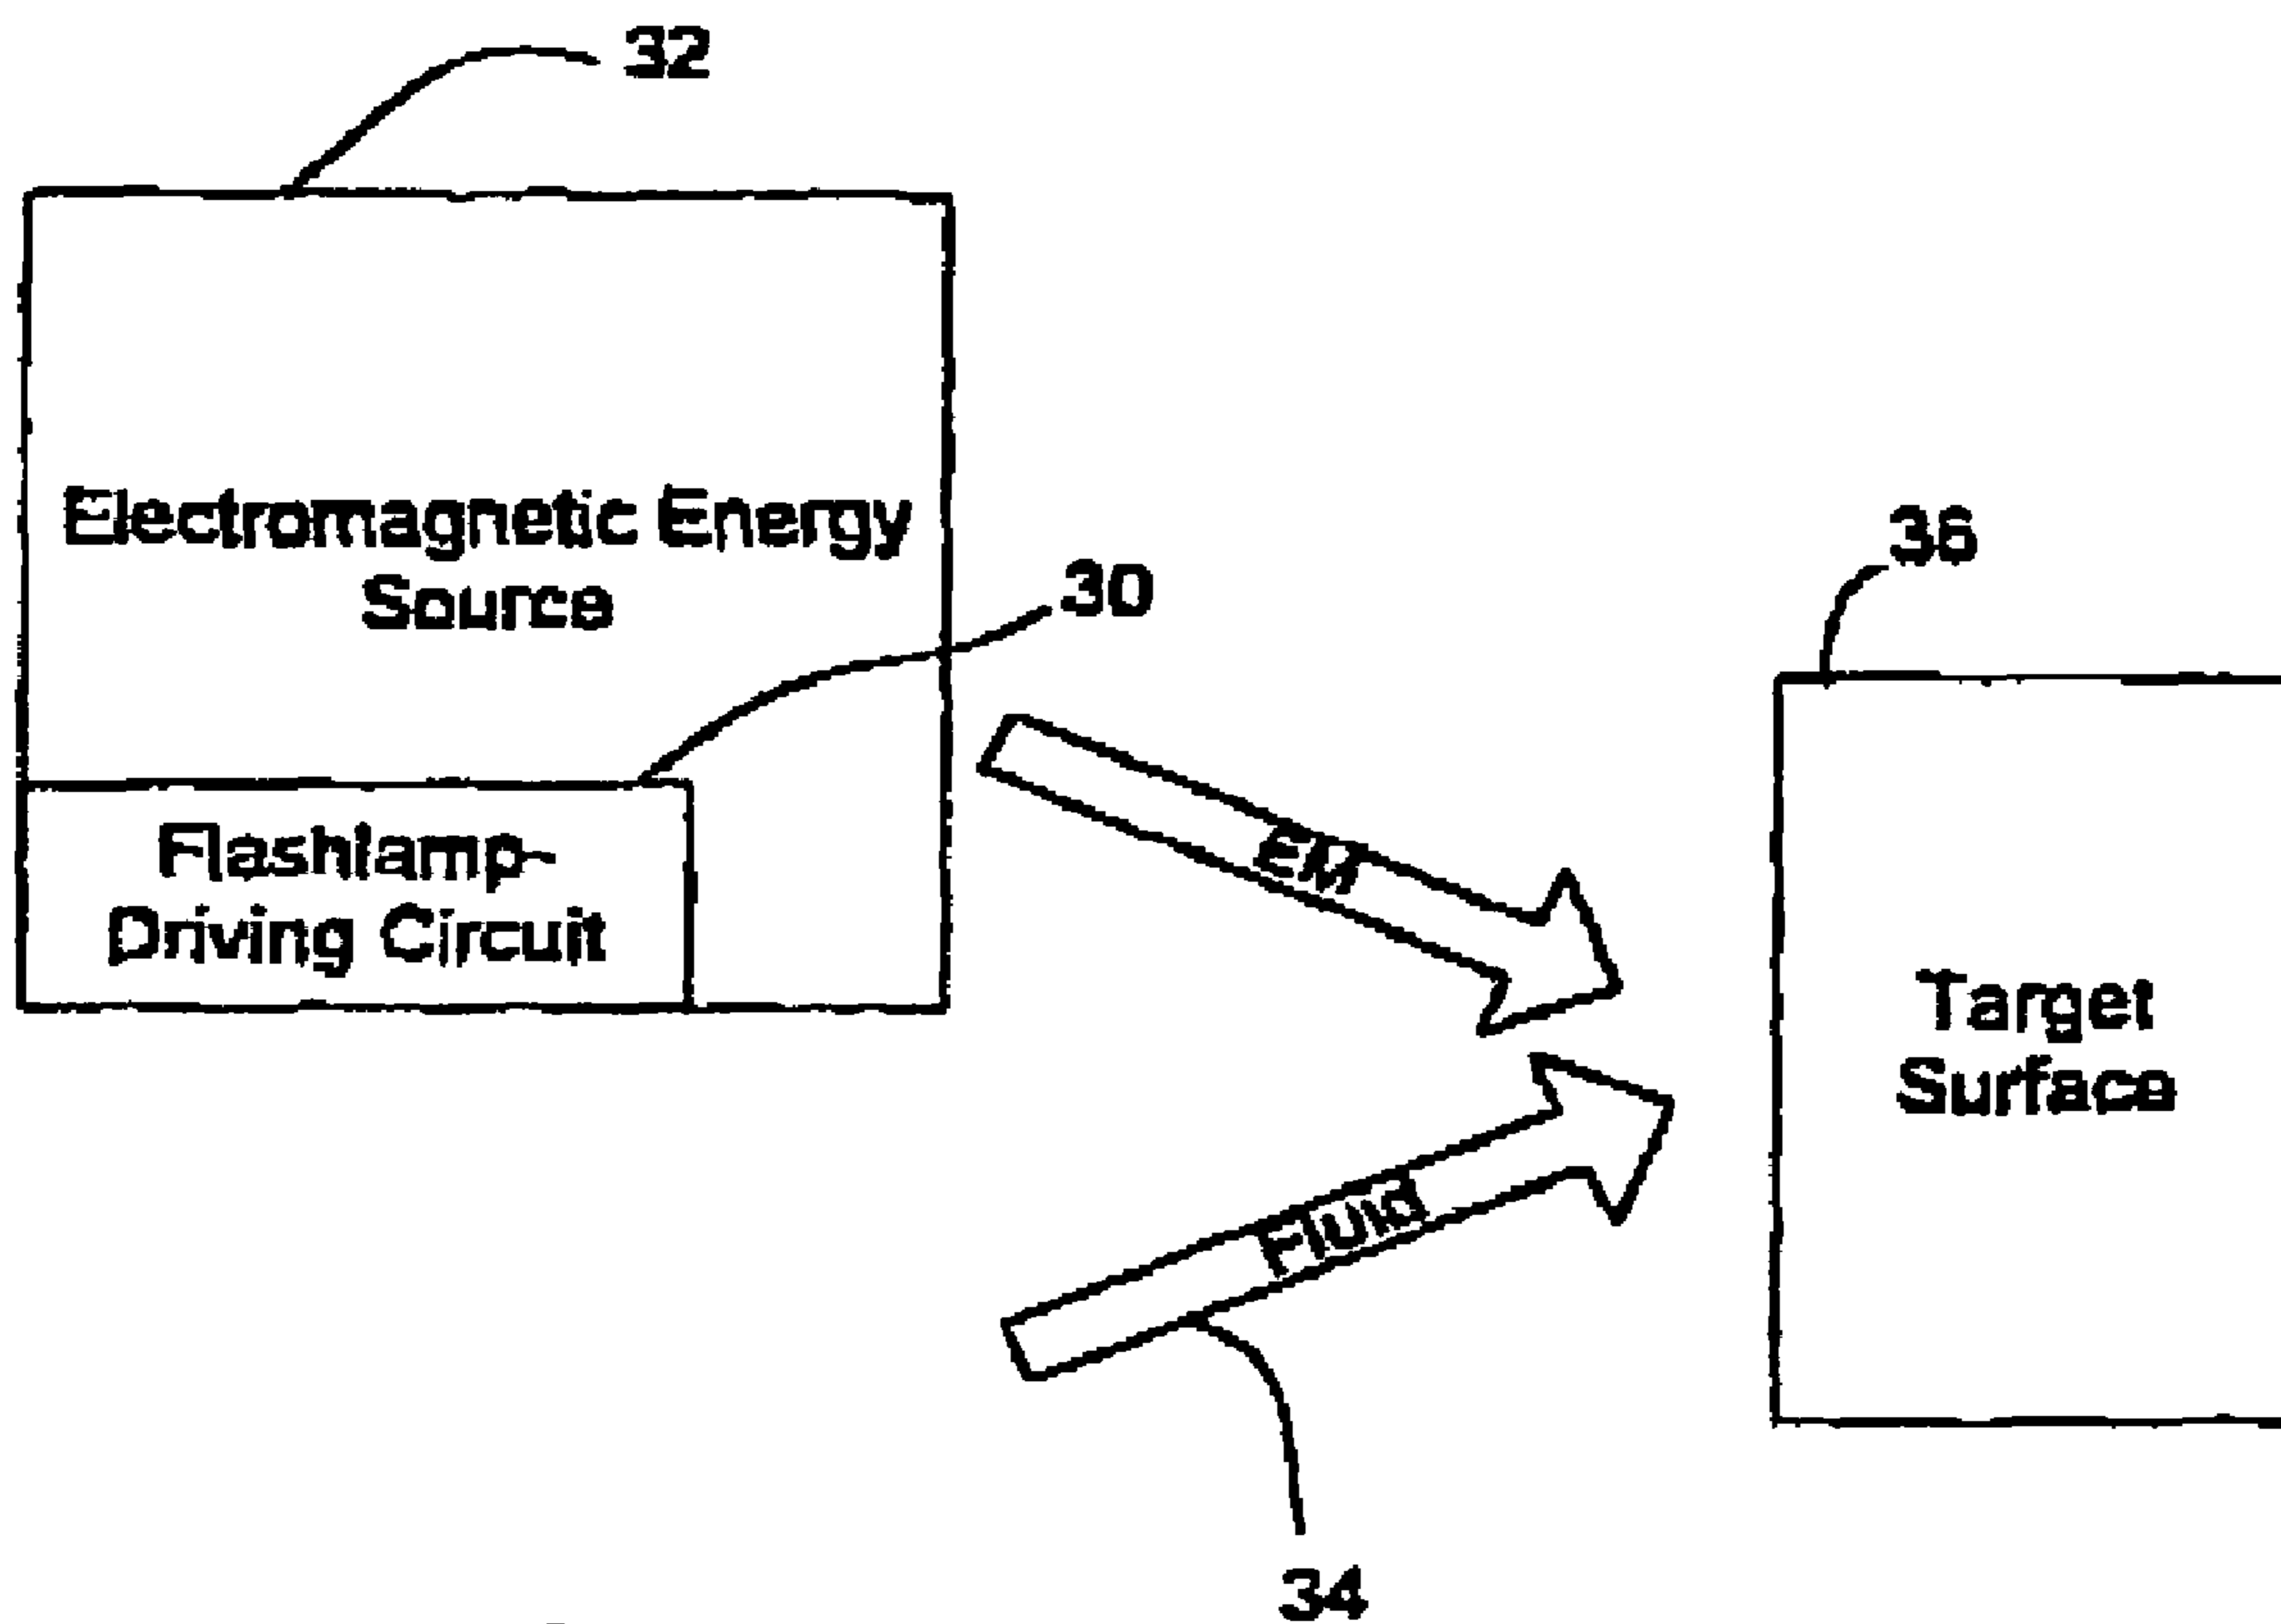 32
Electromagnetic Energy
Source
30
36
Flashlamp-
Driving Circuit
EM
Target
Surface
Fluid
34